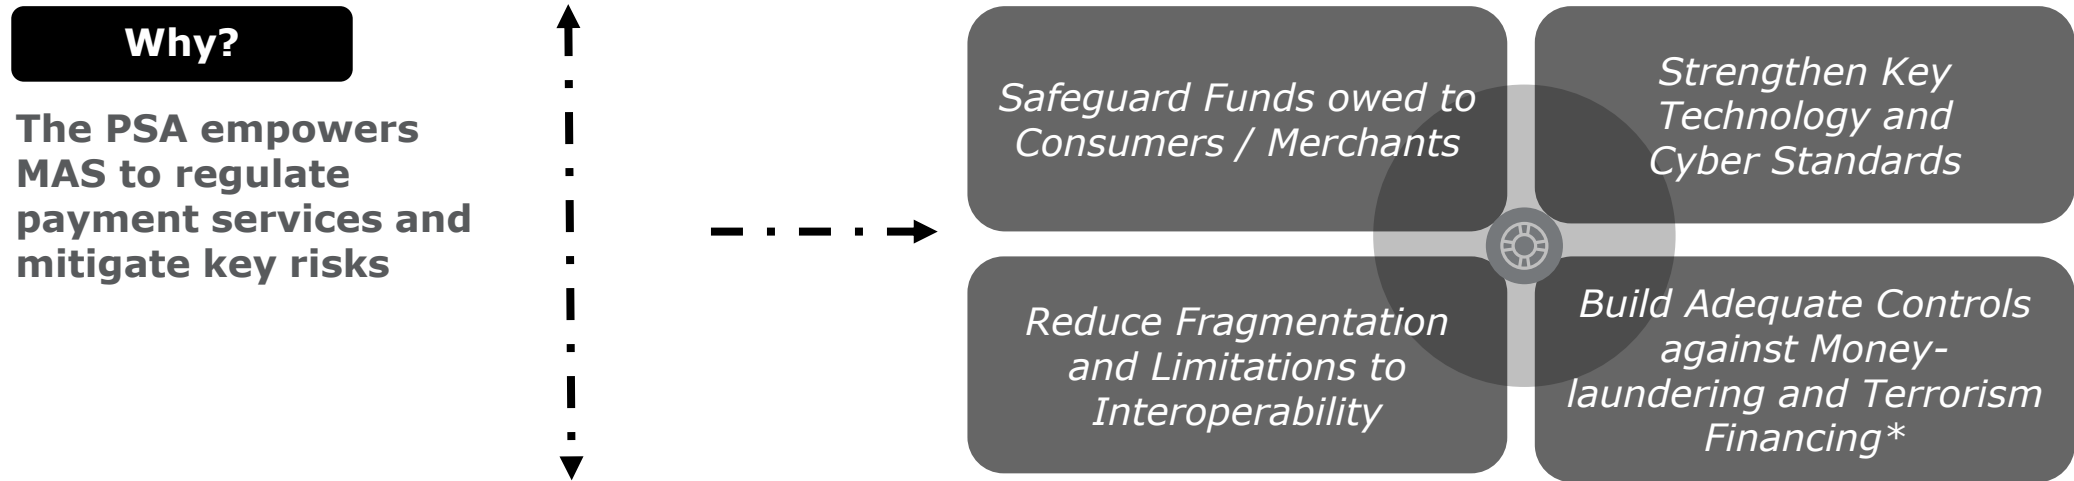 Why?
The PSA empowers
MAS to regulate
payment services and
mitigate key risks
Safeguard Funds owed to
Consumers / Merchants
Strengthen Key
Technology and
Cyber Standards
Reduce Fragmentation
and Limitations to
Interoperability
Build Adequate Controls
against Money-
laundering and Terrorism
Financing*